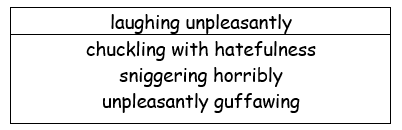 laughing unpleasantly
chuckling with hatefulness
sniggering horribly
unpleasantly guffawing